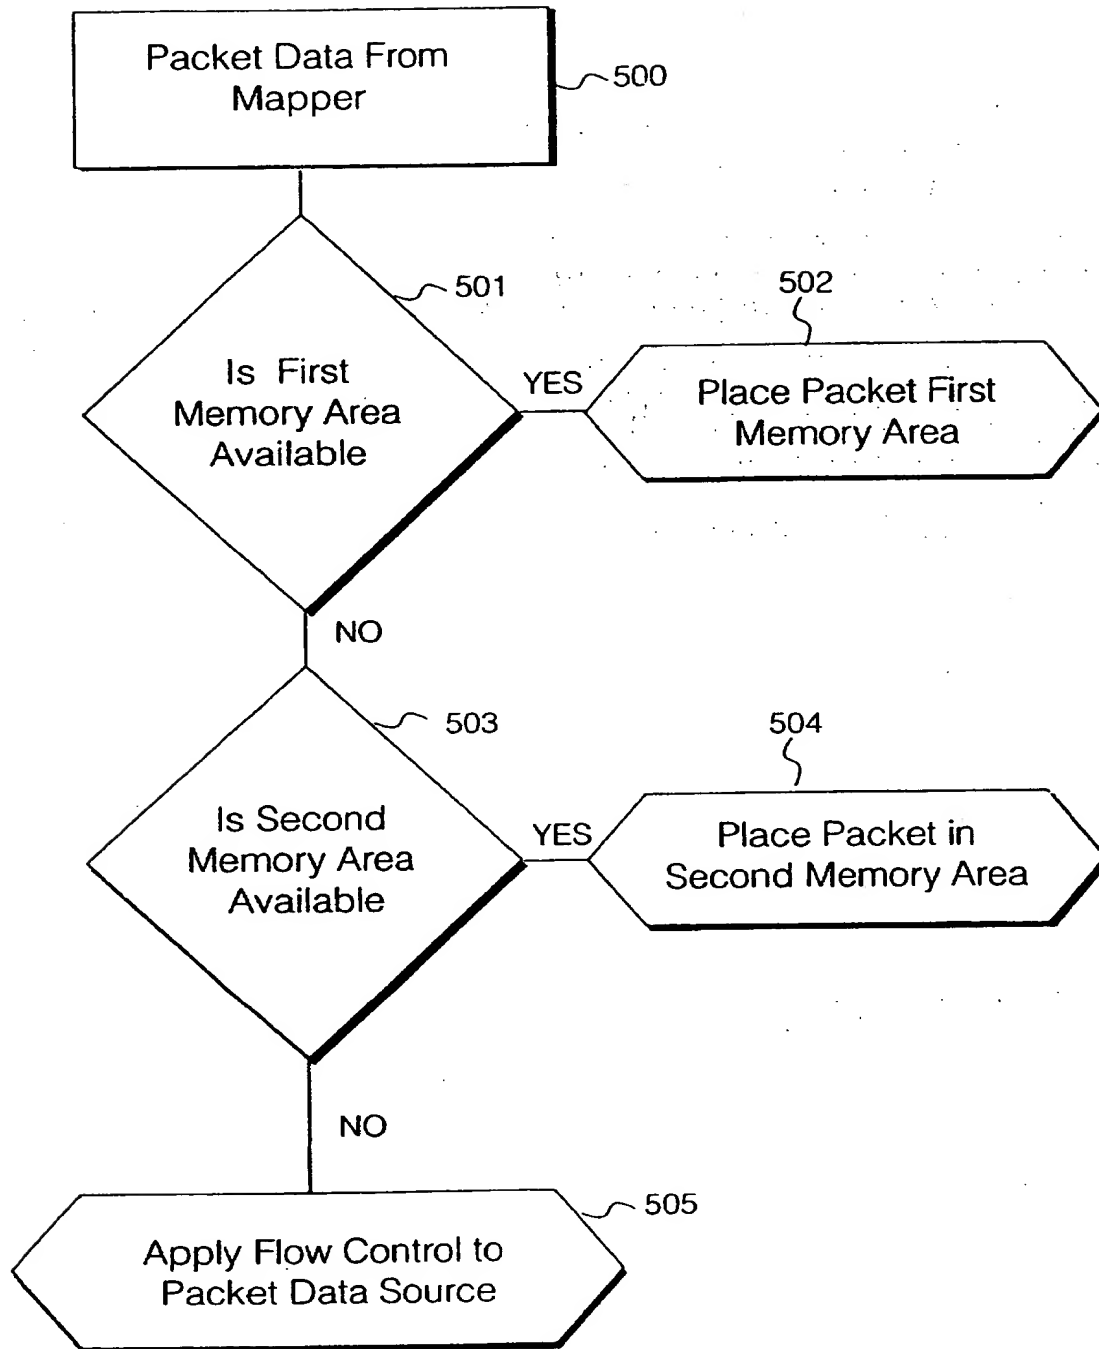 Packet Data From
Mapper
500
501
Is First
Memory Area
Available
YES
502
Place Packet First
Memory Area
NO
503
Is Second
Memory Area
Available
YES
504
Place Packet in
Second Memory Area
NO
505
Apply Flow Control to
Packet Data Source